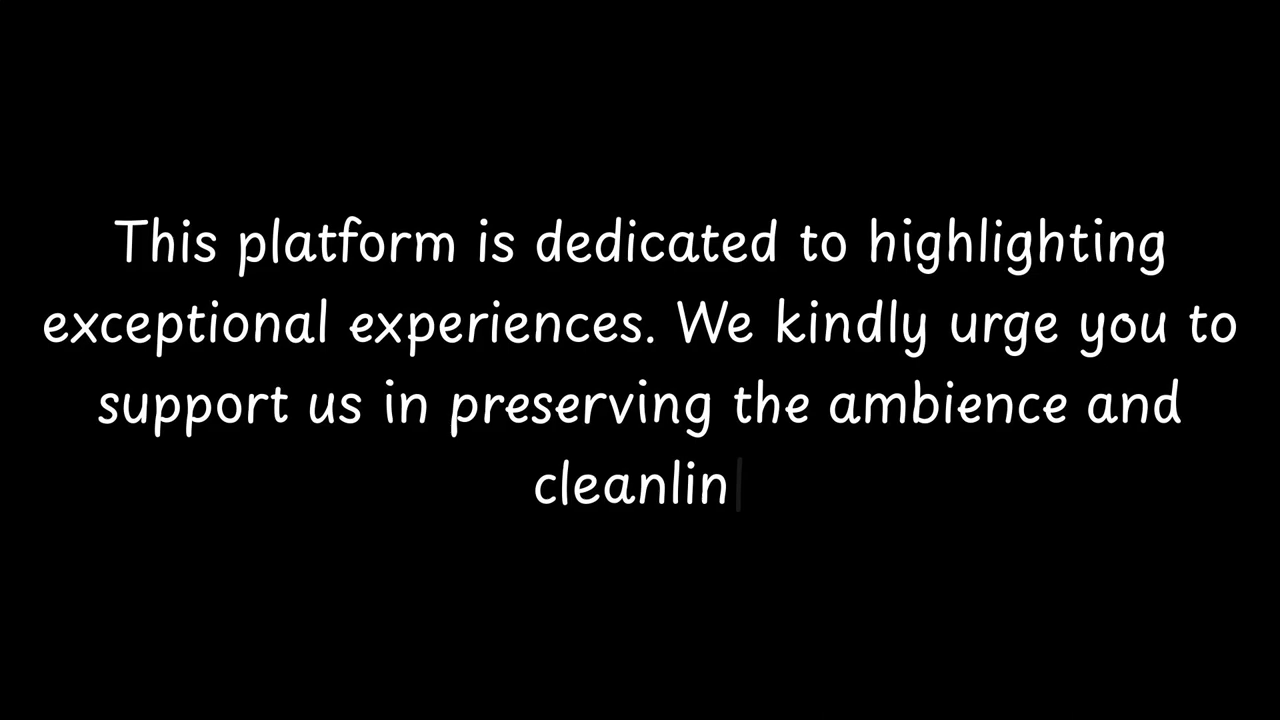 This platform is dedicated to highlighting
exceptional experiences. We kindly urge you to
support us in preserving the ambience and
cleanlin